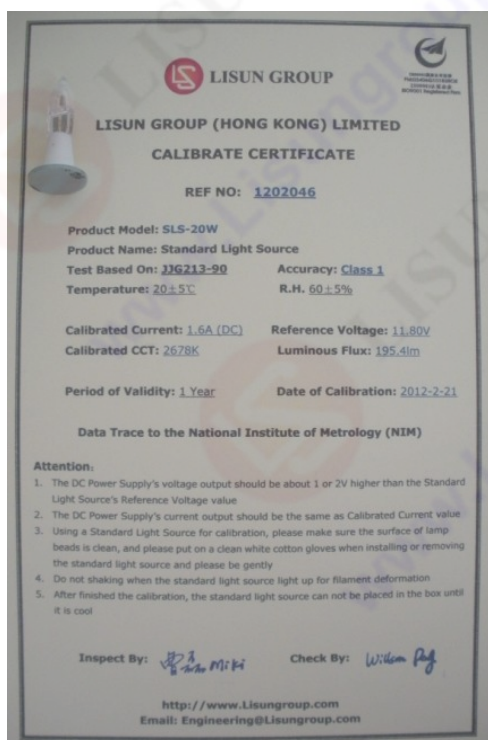 LS LISUN GROUP
LISUN GROUP (HONG KONG) LIMITED
CALIBRATE CERTIFICATE
REF NO: 1202046
Product Model: SLS-20W
Product Name: Standard Light Source
Test Based On: JJG213-90 Accuracy: Class 1
Temperature: 20±5℃ R.H. 60±5%
Calibrated Current: 1.6A (DC) Reference Voltage: 11.80V
Calibrated CCT: 2678K Luminous Flux: 195.4lm
Period of Validity: 1 Year Date of Calibration: 2012-2-21
Data Trace to the National Institute of Metrology (NIM)
Attention:
1. The DC Power Supply's voltage output should be about 1 or 2V higher than the Standard
Light Source's Reference Voltage value
2. The DC Power Supply's current output should be the same as Calibrated Current value
3. Using a Standard Light Source for calibration, please make sure the surface of lamp
beads is clean, and please put on a clean white cotton gloves when installing or removing
the standard light source and please be gently
4. Do not shaking when the standard light source light up for filament deformation
5. After finished the calibration, the standard light source can not be placed in the box until
it is cool
Inspect By: Miki Check By: William
http://www.Lisungroup.com
Email: Engineering@Lisungroup.com